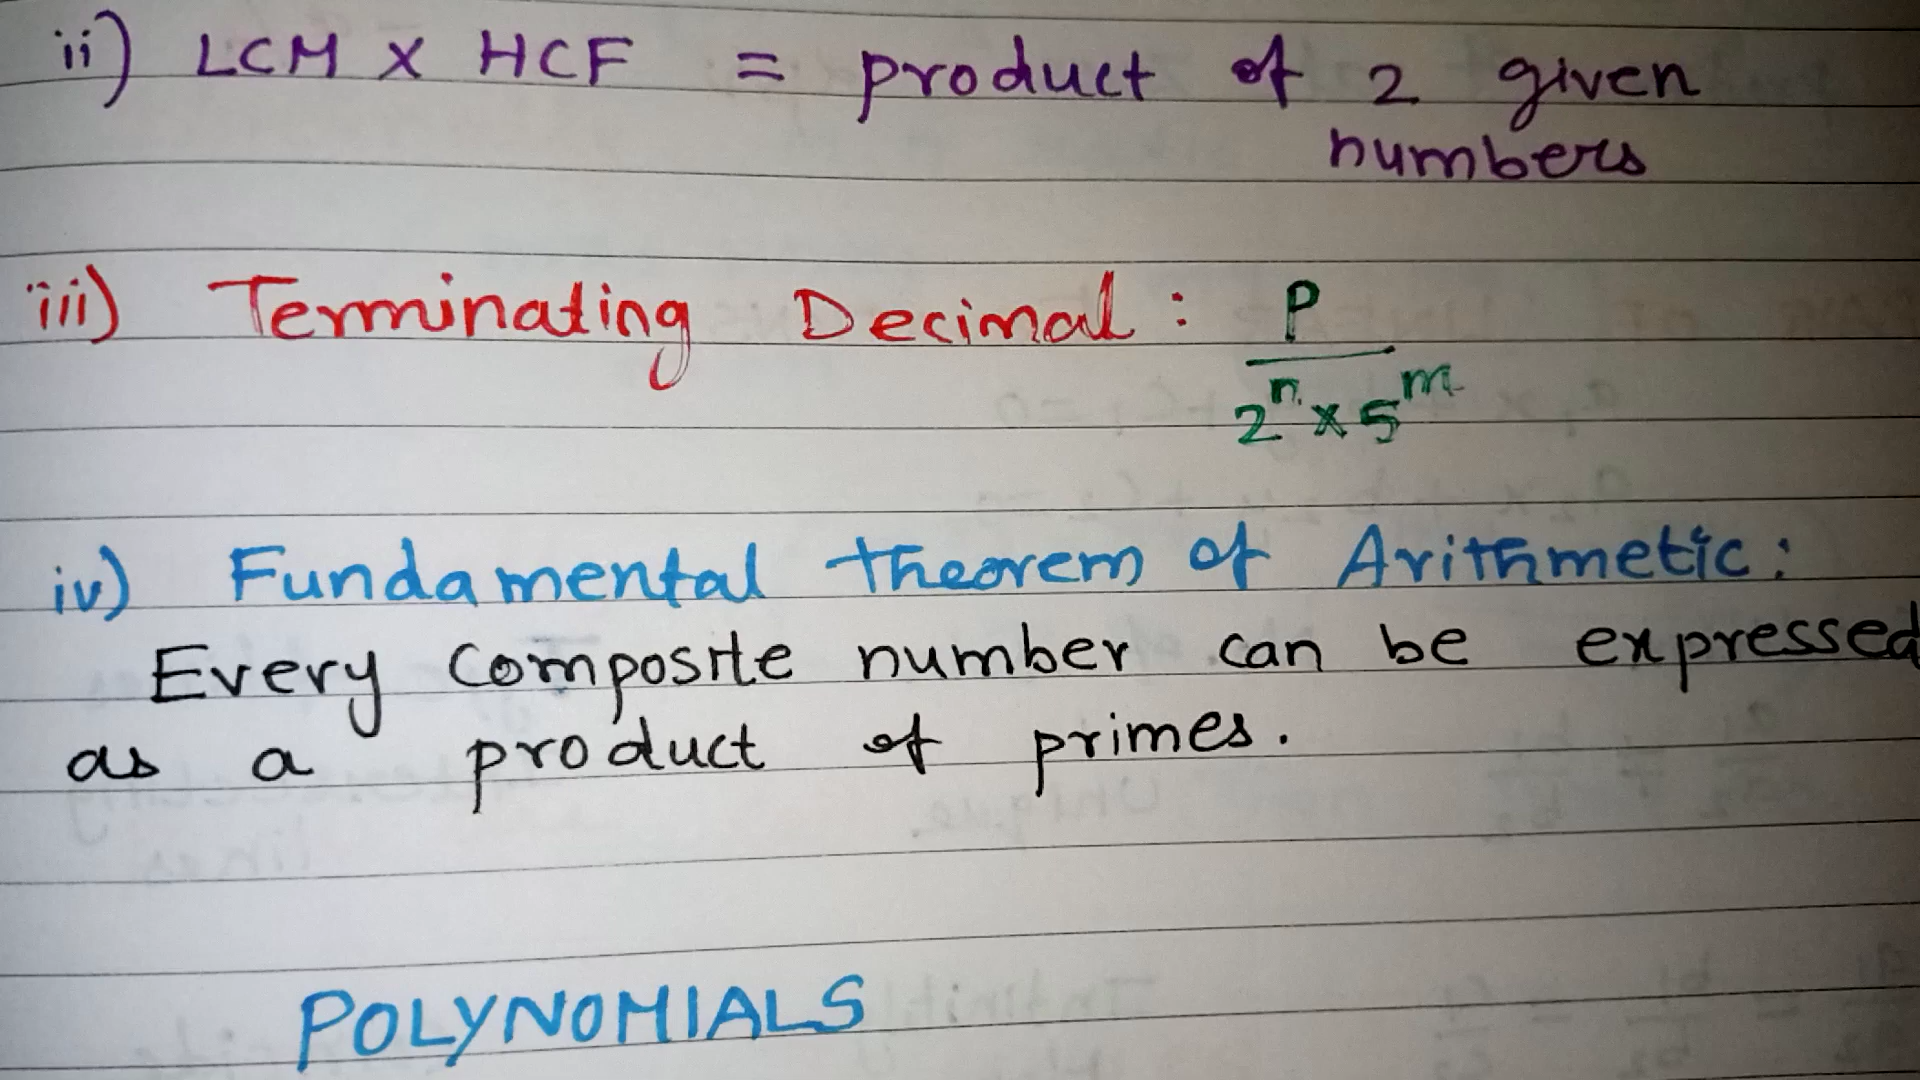 ii) LCM x HCF = product of 2 given
numbers
iii) Terminating Decimal : P
2ⁿ x 5ᵐ
iv) Fundamental theorem of Arithmetic :
Every composite number can be expressed
as a product of primes.
POLYNOMIALS